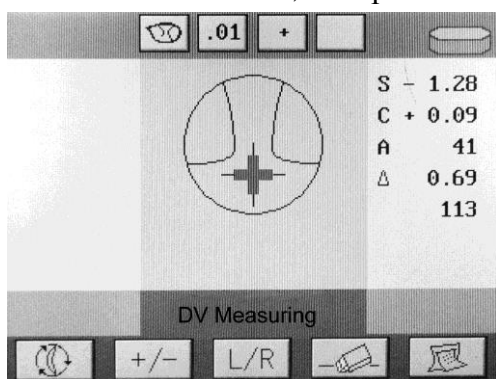 .01 +
S - 1.28
C + 0.09
A 41
Δ 0.69
113
DV Measuring
+/- L/R